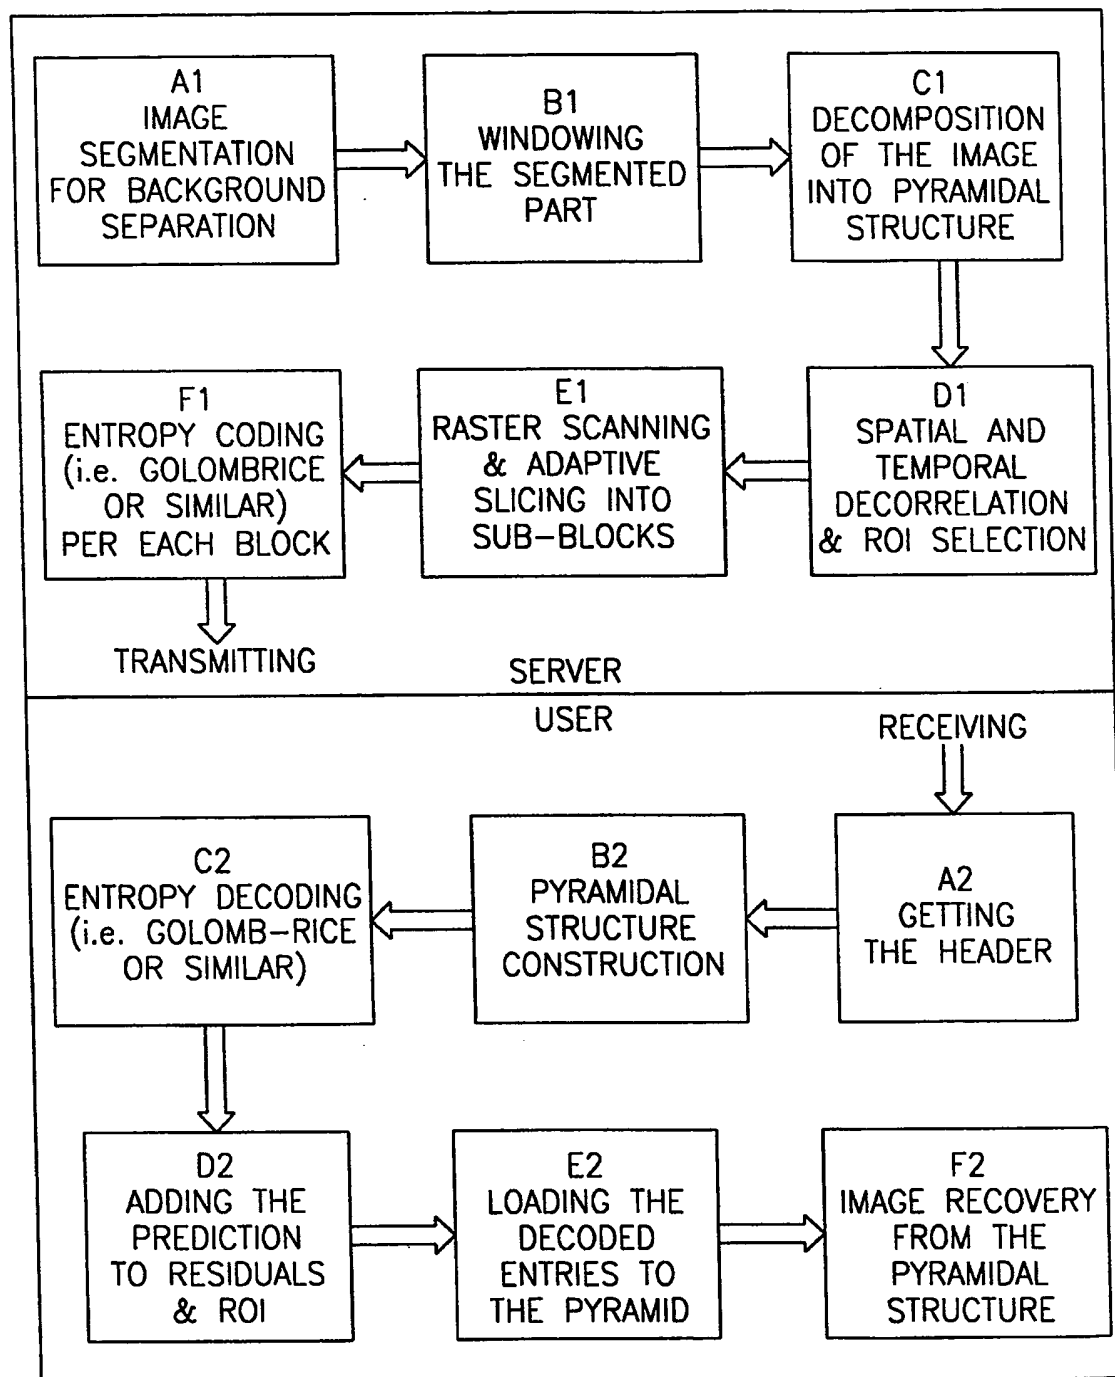 A1
IMAGE
SEGMENTATION
FOR BACKGROUND
SEPARATION
B1
WINDOWING
THE SEGMENTED
PART
C1
DECOMPOSITION
OF THE IMAGE
INTO PYRAMIDAL
STRUCTURE
D1
SPATIAL AND
TEMPORAL
DECORRELATION
& ROI SELECTION
E1
RASTER SCANNING
& ADAPTIVE
SLICING INTO
SUB-BLOCKS
F1
ENTROPY CODING
(i.e. GOLOMBRICE
OR SIMILAR)
PER EACH BLOCK
TRANSMITTING
SERVER
USER
RECEIVING
A2
GETTING
THE HEADER
B2
PYRAMIDAL
STRUCTURE
CONSTRUCTION
C2
ENTROPY DECODING
(i.e. GOLOMB-RICE
OR SIMILAR)
D2
ADDING THE
PREDICTION
TO RESIDUALS
& ROI
E2
LOADING THE
DECODED
ENTRIES TO
THE PYRAMID
F2
IMAGE RECOVERY
FROM THE
PYRAMIDAL
STRUCTURE